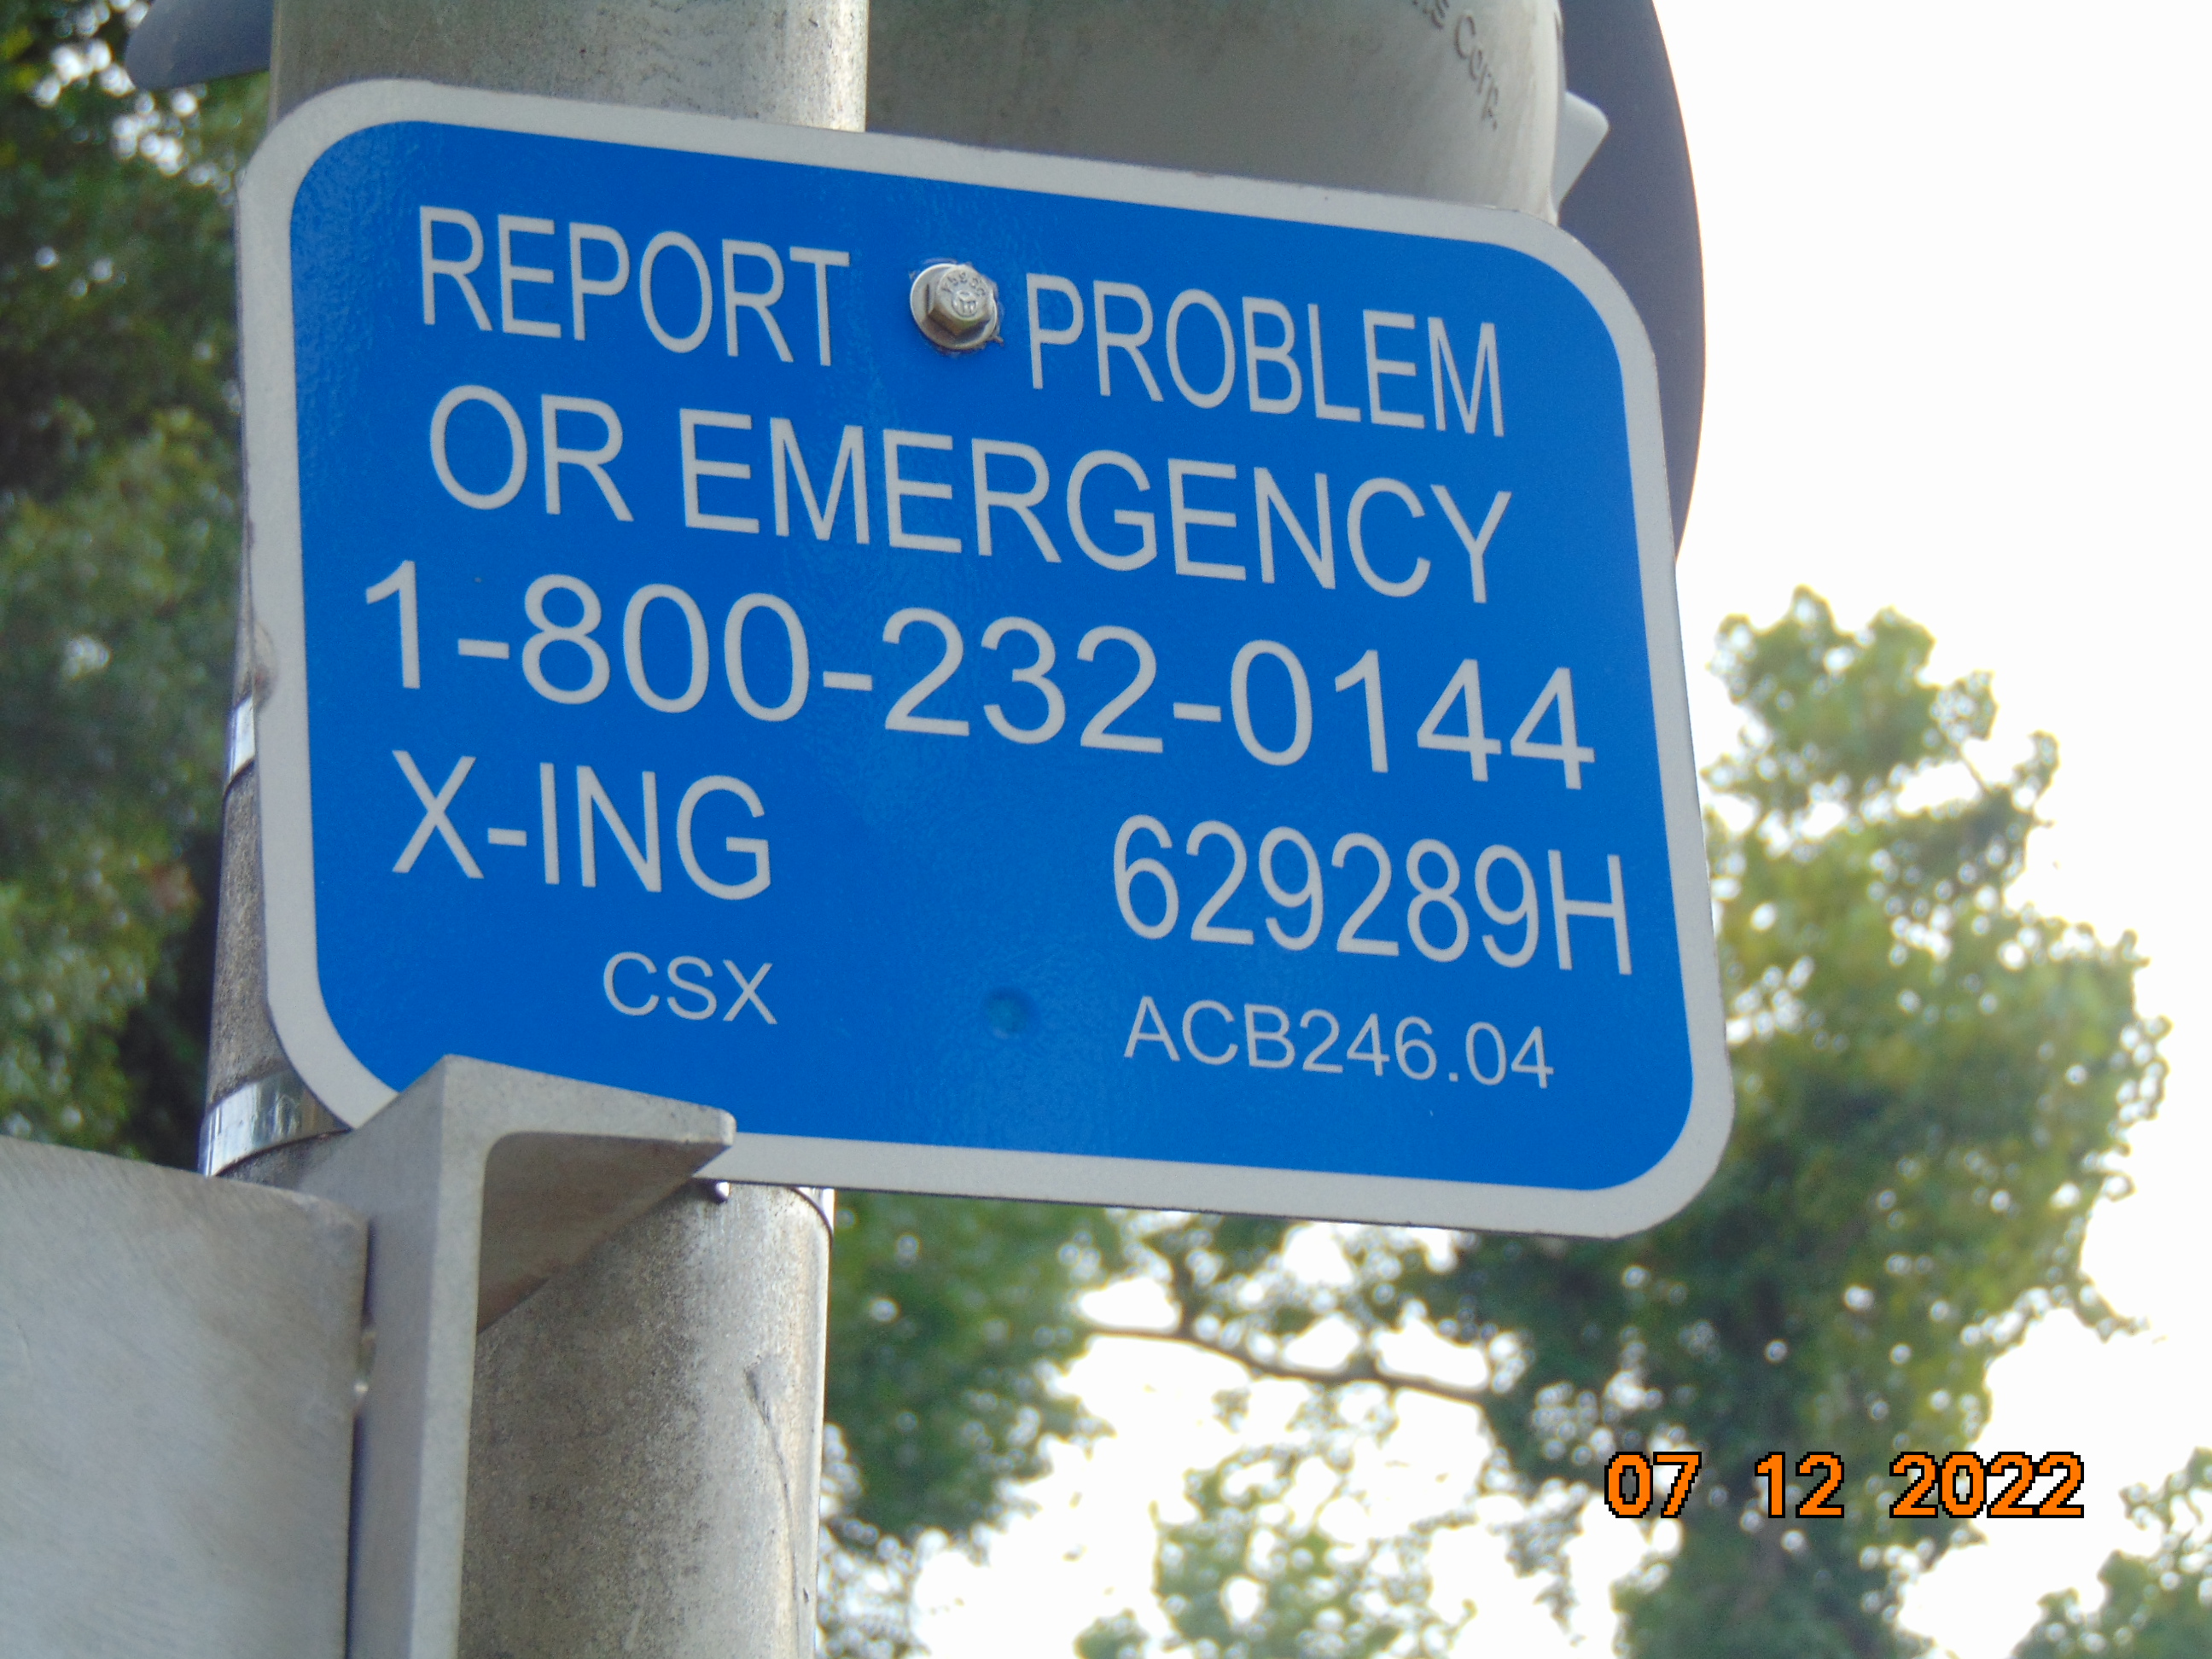 REPORT PROBLEM
OR EMERGENCY
1-800-232-0144
X-ING 629289H
CSX ACB246.04
07 12 2022